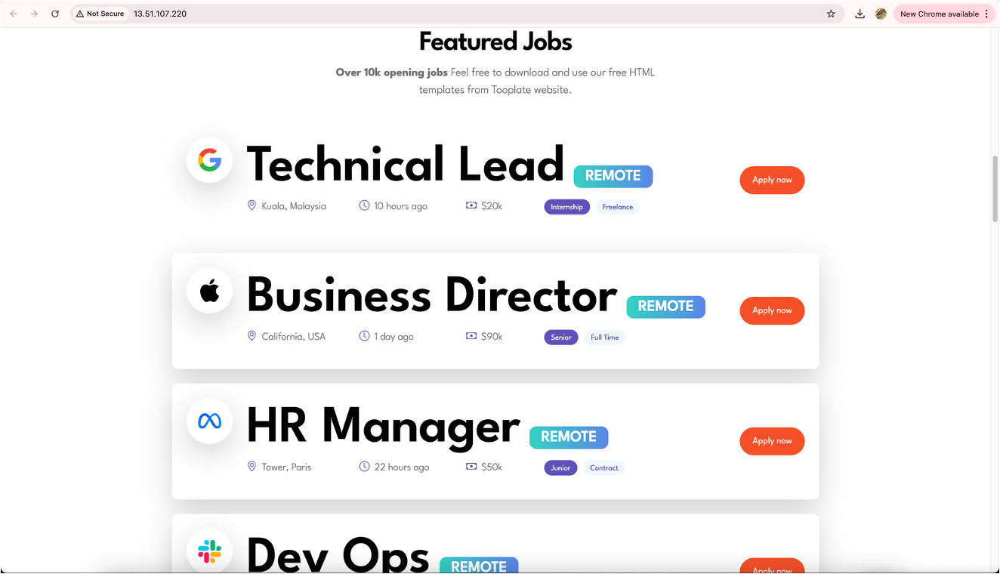 Not Secure 13.51.107.220 New Chrome available
Featured Jobs
Over 10k opening jobs Feel free to download and use our free HTML
templates from Tooplate website.
Technical Lead REMOTE
Apply now
Kuala, Malaysia 10 hours ago $20k Internship Freelance
Business Director REMOTE
Apply now
California, USA 1 day ago $90k Senior Full Time
HR Manager REMOTE
Apply now
Tower, Paris 22 hours ago $50k Junior Contract
Dev Ops REMOTE
Apply now